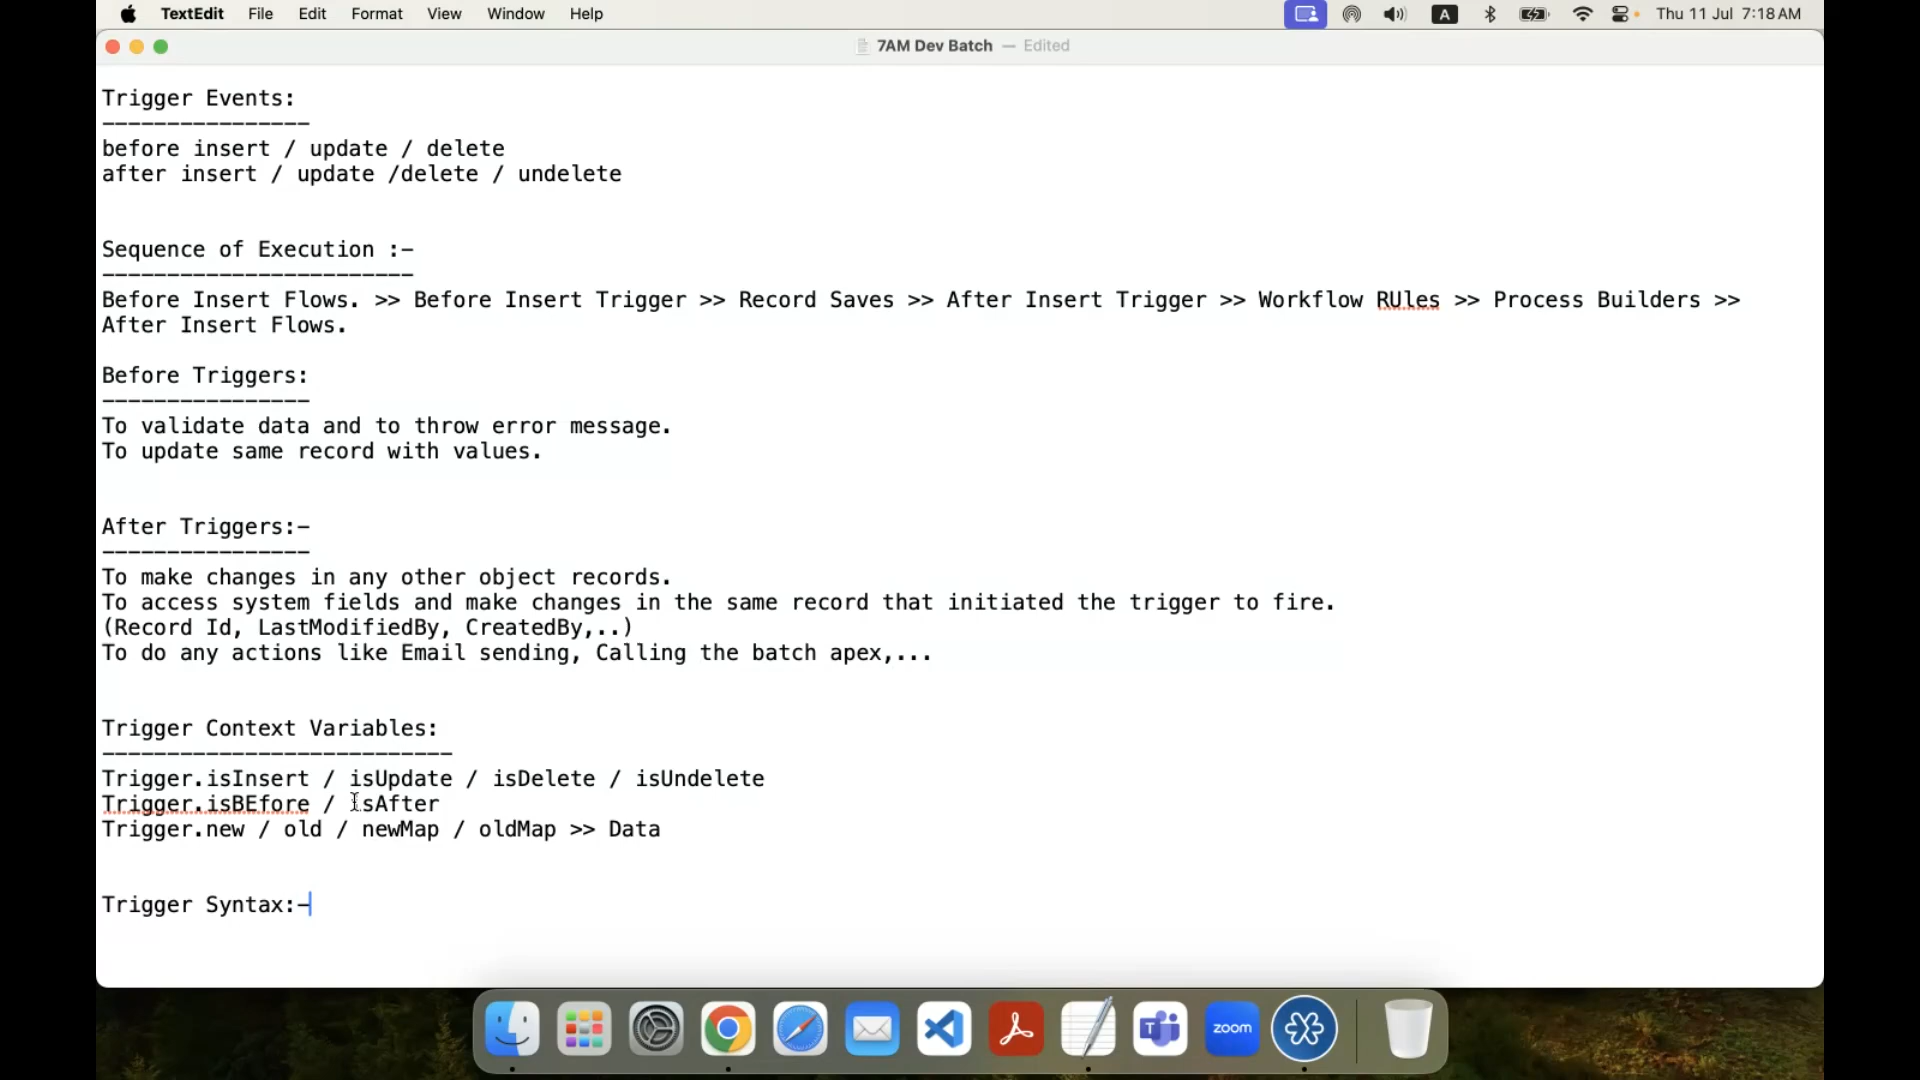 TextEdit File Edit Format View Window Help A Thu 11 Jul 7:18 AM
7AM Dev Batch — Edited
Trigger Events:
----------------
before insert / update / delete
after insert / update /delete / undelete
Sequence of Execution :-
------------------------
Before Insert Flows. >> Before Insert Trigger >> Record Saves >> After Insert Trigger >> Workflow RUles >> Process Builders >>
After Insert Flows.
Before Triggers:
----------------
To validate data and to throw error message.
To update same record with values.
After Triggers:-
----------------
To make changes in any other object records.
To access system fields and make changes in the same record that initiated the trigger to fire.
(Record Id, LastModifiedBy, CreatedBy,..)
To do any actions like Email sending, Calling the batch apex,...
Trigger Context Variables:
---------------------------
Trigger.isInsert / isUpdate / isDelete / isUndelete
Trigger.isBEfore / isAfter
Trigger.new / old / newMap / oldMap >> Data
Trigger Syntax:-
zoom